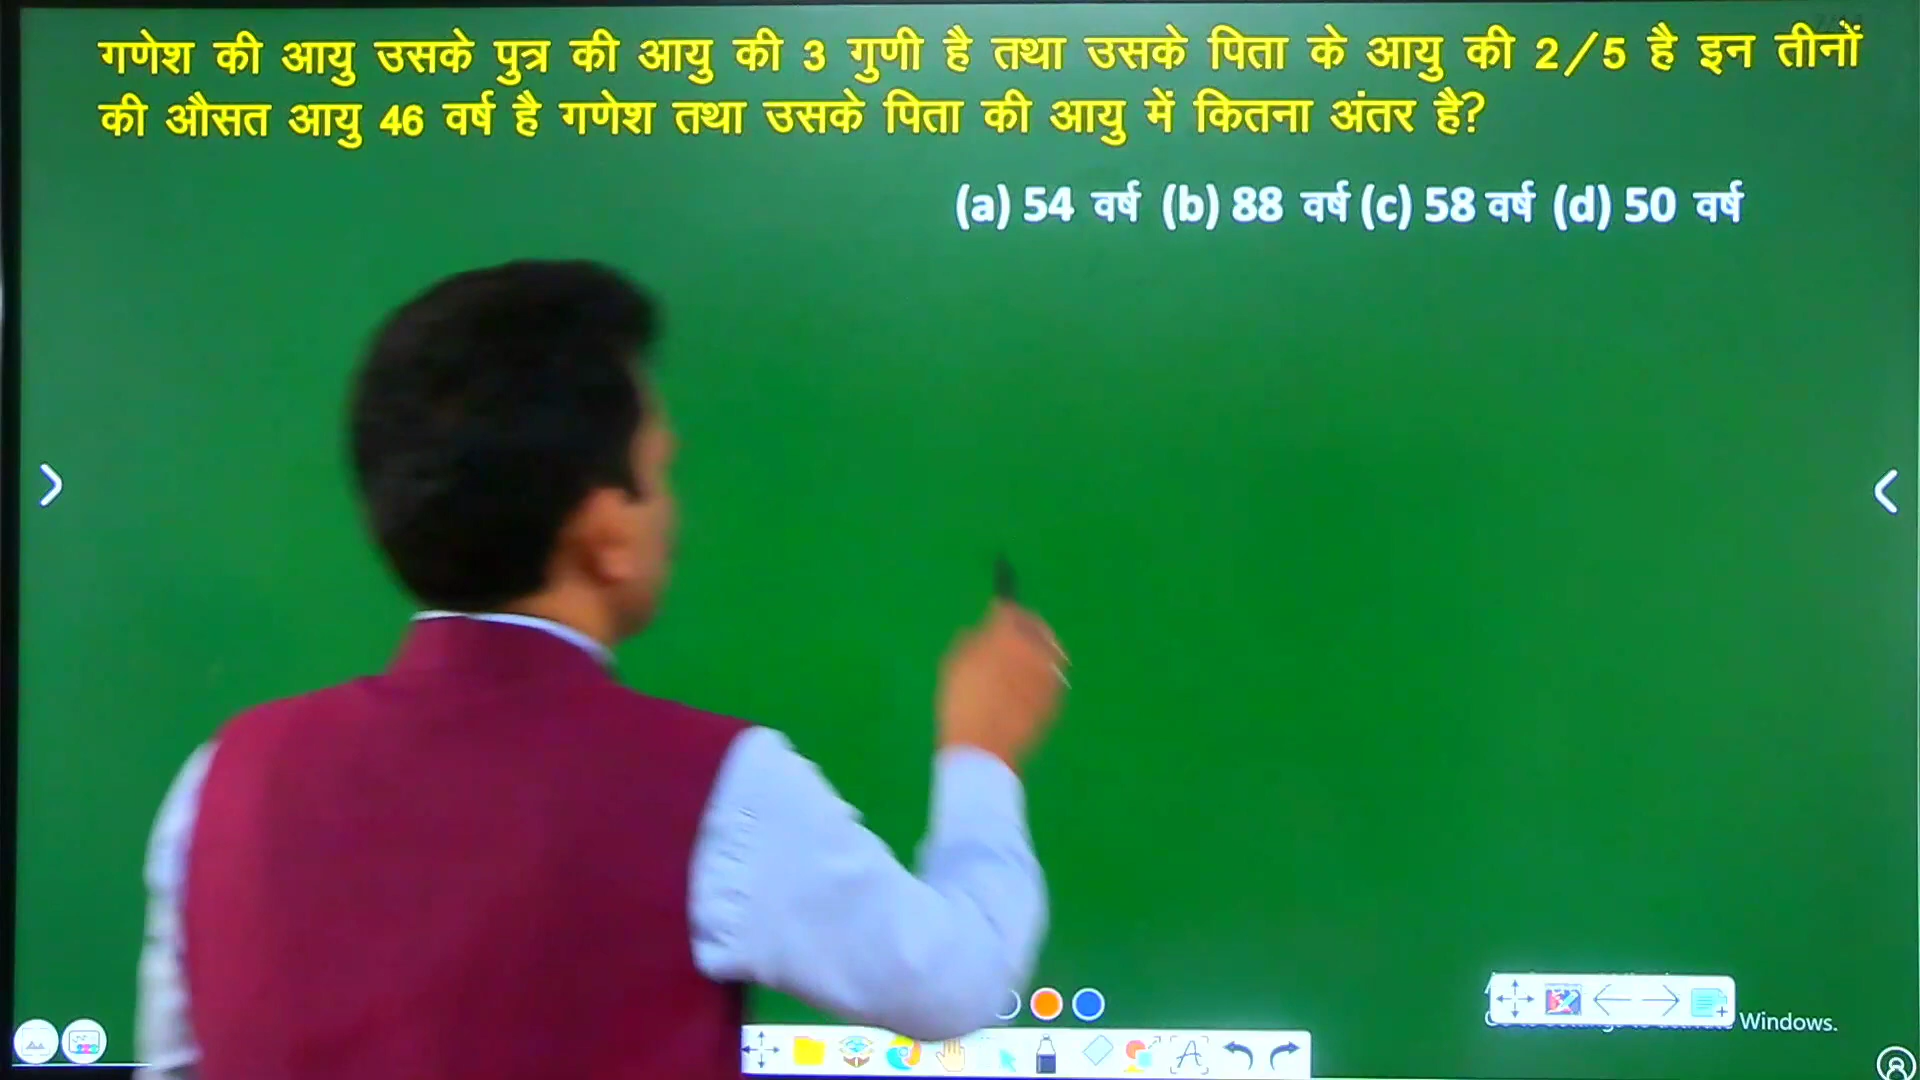 गणेश की आयु उसके पुत्र की आयु की 3 गुणी है तथा उसके पिता के आयु की 2/5 है इन तीनों
की औसत आयु 46 वर्ष है गणेश तथा उसके पिता की आयु में कितना अंतर है?
(a) 54 वर्ष (b) 88 वर्ष (c) 58 वर्ष (d) 50 वर्ष
Windows.